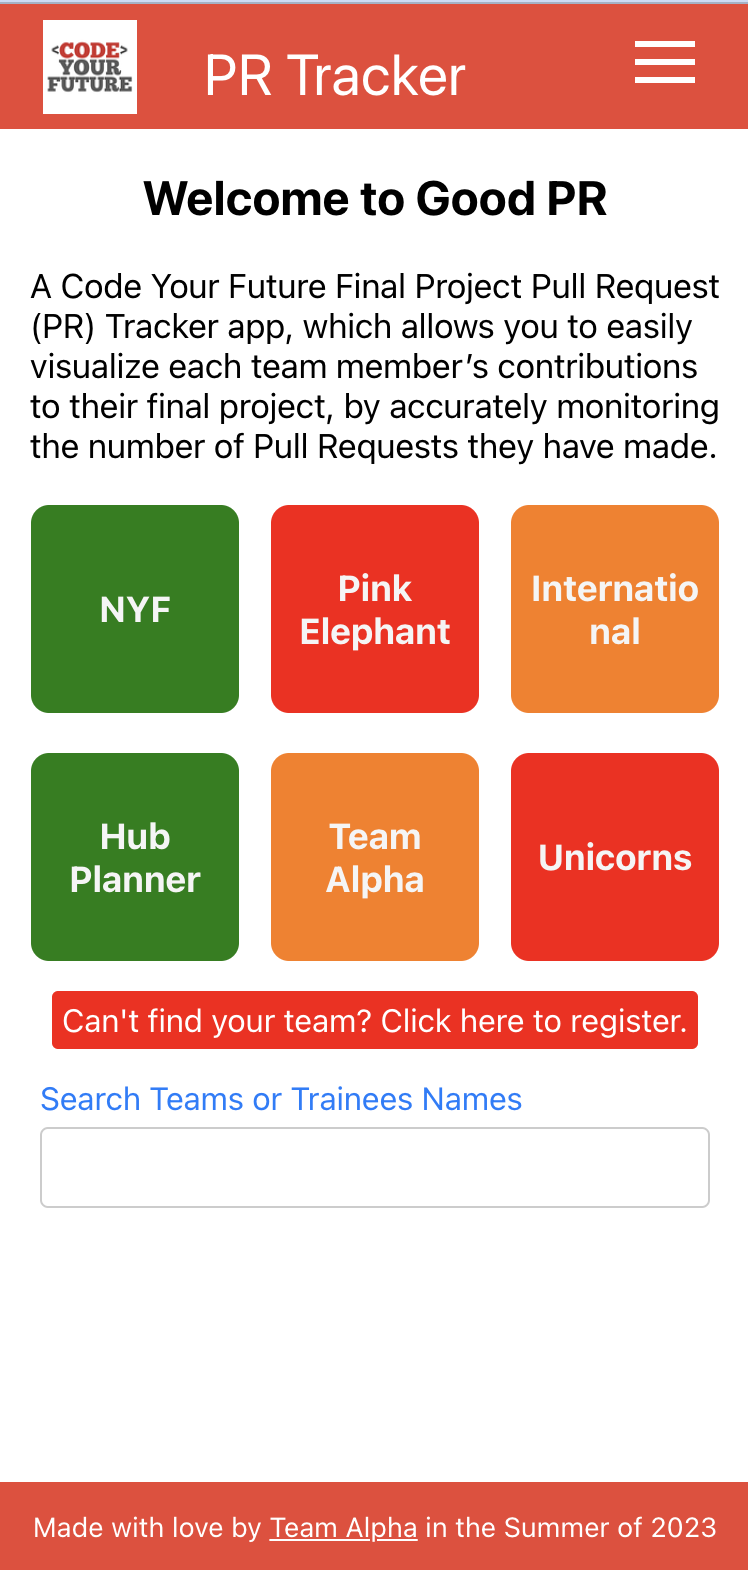 <CODE>
YOUR
FUTURE
PR Tracker
Welcome to Good PR
A Code Your Future Final Project Pull Request
(PR) Tracker app, which allows you to easily
visualize each team member’s contributions
to their final project, by accurately monitoring
the number of Pull Requests they have made.
NYF
Pink
Elephant
Internatio
nal
Hub
Planner
Team
Alpha
Unicorns
Can't find your team? Click here to register.
Search Teams or Trainees Names
Made with love by Team Alpha in the Summer of 2023